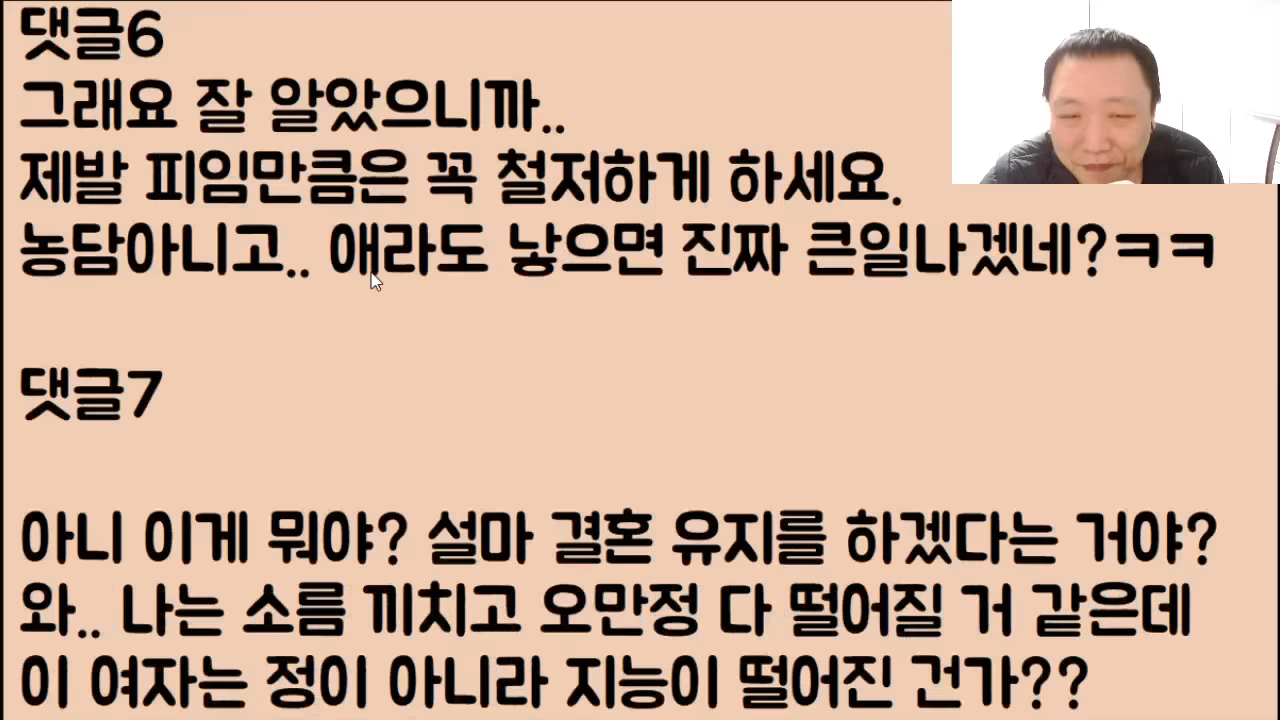 댓글6
그래요 잘 알았으니까..
제발 피임만큼은 꼭 철저하게 하세요.
농담아니고.. 애라도 낳으면 진짜 큰일나겠네?ㅋㅋ
댓글7
아니 이게 뭐야? 설마 결혼 유지를 하겠다는 거야?
와.. 나는 소름 끼치고 오만정 다 떨어질 거 같은데
이 여자는 정이 아니라 지능이 떨어진 건가??